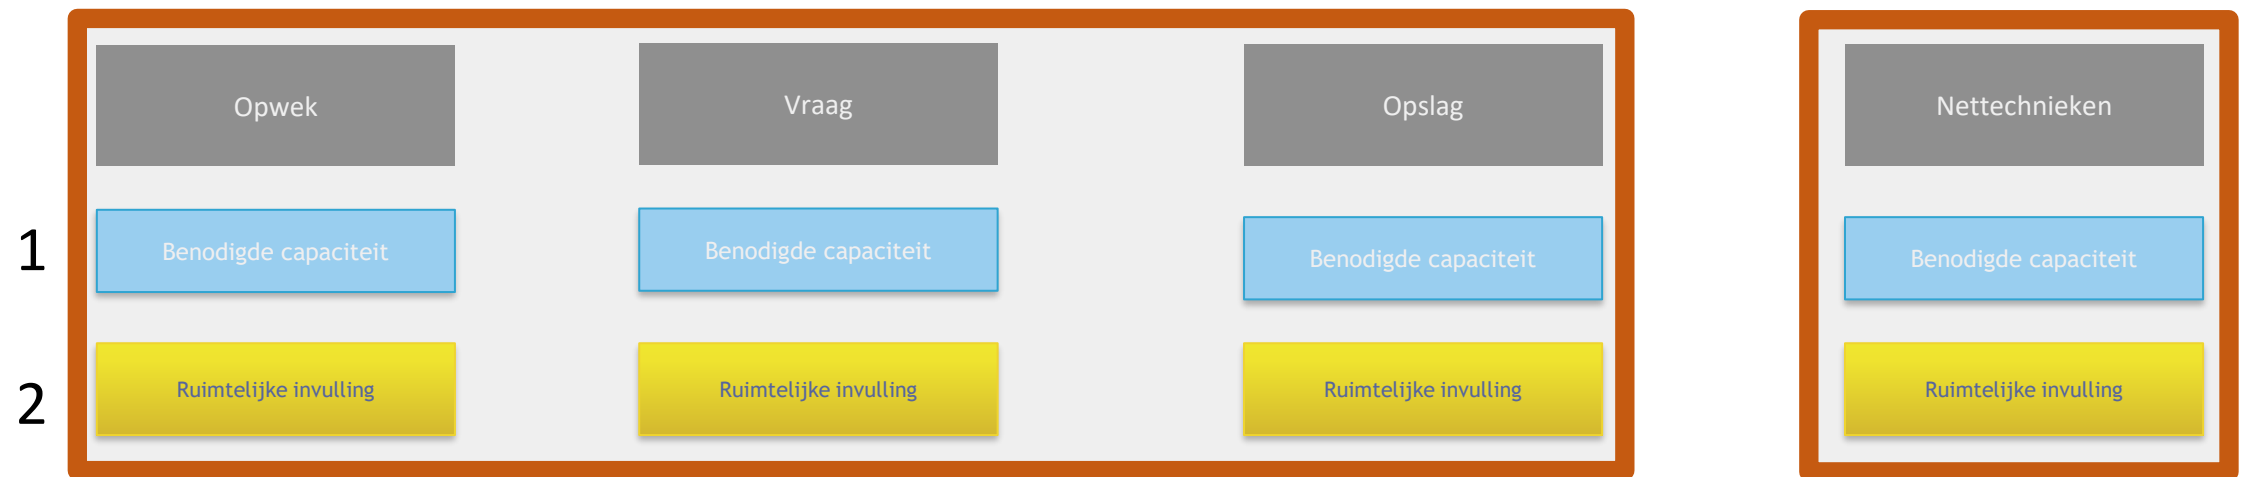 Opwek
Vraag
Opslag
Nettechnieken
1
Benodigde capaciteit
Benodigde capaciteit
Benodigde capaciteit
Benodigde capaciteit
2
Ruimtelijke invulling
Ruimtelijke invulling
Ruimtelijke invulling
Ruimtelijke invulling